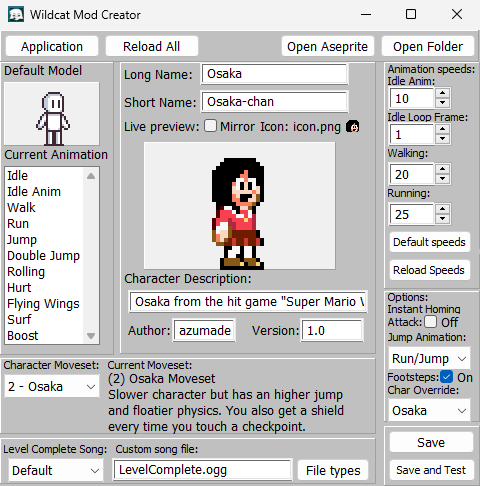 Wildcat Mod Creator
Application
Reload All
Open Aseprite
Open Folder
Default Model
Current Animation
Idle
Idle Anim
Walk
Run
Jump
Double Jump
Rolling
Hurt
Flying Wings
Surf
Boost
Long Name: Osaka
Short Name: Osaka-chan
Live preview: Mirror Icon: icon.png
Character Description:
Osaka from the hit game "Super Mario
Author: azumade Version: 1.0
Animation speeds:
Idle Anim:
10
Idle Loop Frame:
1
Walking:
20
Running:
25
Default speeds
Reload Speeds
Options:
Instant Homing
Attack: Off
Jump Animation:
Run/Jump
Footsteps: On
Char Override:
Osaka
Character Moveset:
2 - Osaka
Current Moveset:
(2) Osaka Moveset
Slower character but has an higher jump
and floatier physics. You also get a shield
every time you touch a checkpoint.
Level Complete Song:
Default
Custom song file:
LevelComplete.ogg
File types
Save
Save and Test